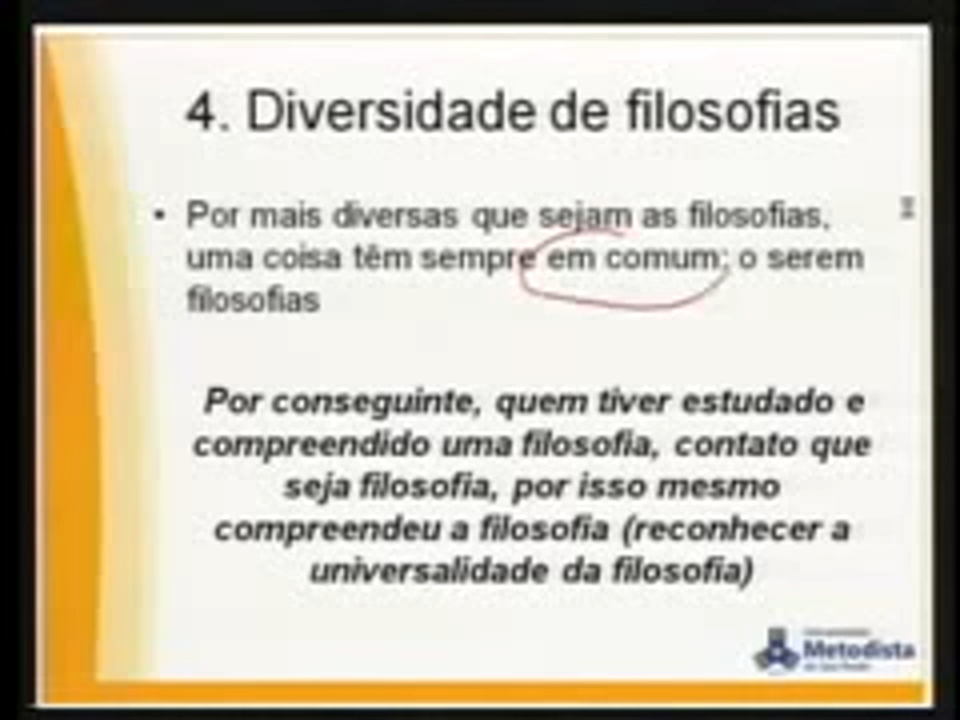 4. Diversidade de filosofias
• Por mais diversas que sejam as filosofias,
uma coisa têm sempre em comum: o serem
filosofias
Por conseguinte, quem tiver estudado e
compreendido uma filosofia, contato que
seja filosofia, por isso mesmo
compreendeu a filosofia (reconhecer a
universalidade da filosofia)
Metodista